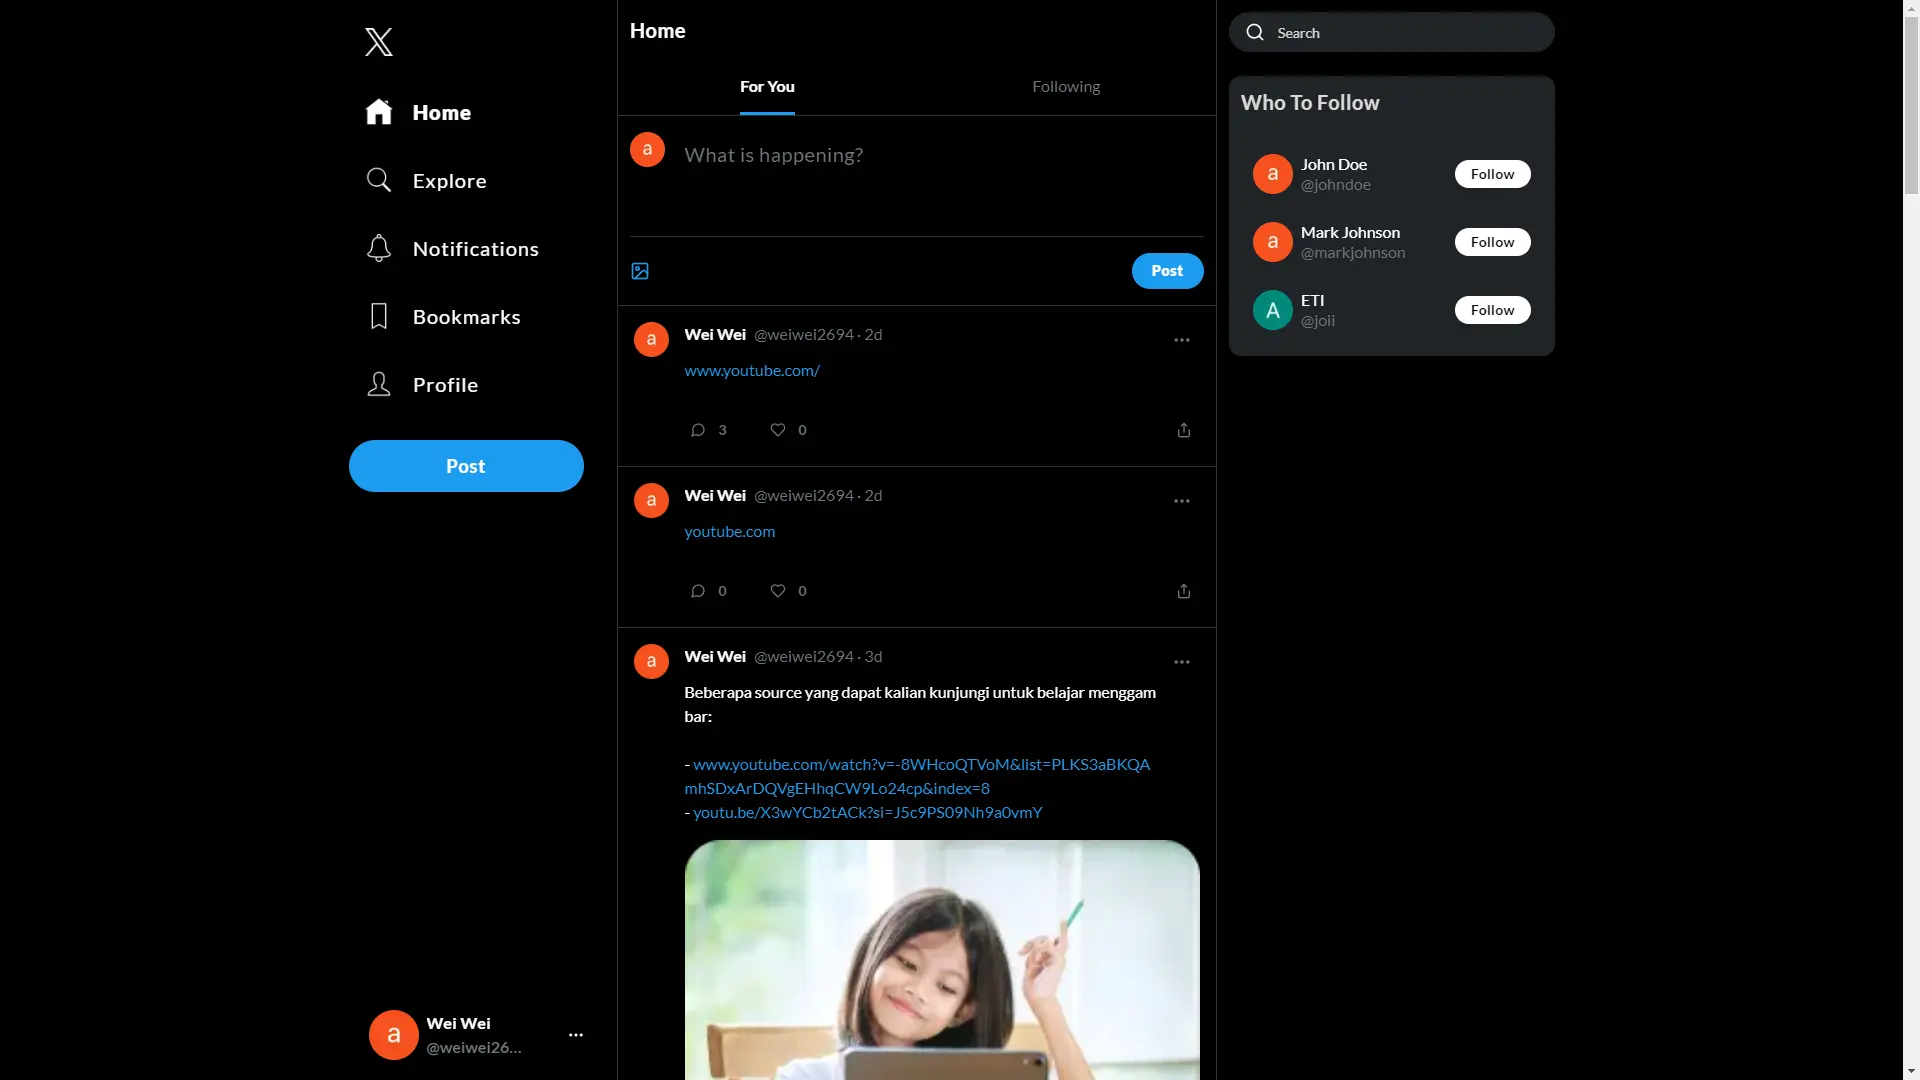 Home
Explore
Notifications
Bookmarks
Profile
Post
a
Wei Wei
@weiwei26...
Home
For You
Following
a
What is happening?
Post
a
Wei Wei @weiwei2694 · 2d
www.youtube.com/
3
0
a
Wei Wei @weiwei2694 · 2d
youtube.com
0
0
a
Wei Wei @weiwei2694 · 3d
Beberapa source yang dapat kalian kunjungi untuk belajar menggam
bar:
- www.youtube.com/watch?v=-8WHcoQTVoM&list=PLKS3aBKQA
mhSDxArDQVgEHhqCW9Lo24cp&index=8
- youtu.be/X3wYCb2tACk?si=J5c9PS09Nh9a0vmY
Search
Who To Follow
a
John Doe
@johndoe
Follow
a
Mark Johnson
@markjohnson
Follow
A
ETI
@joii
Follow